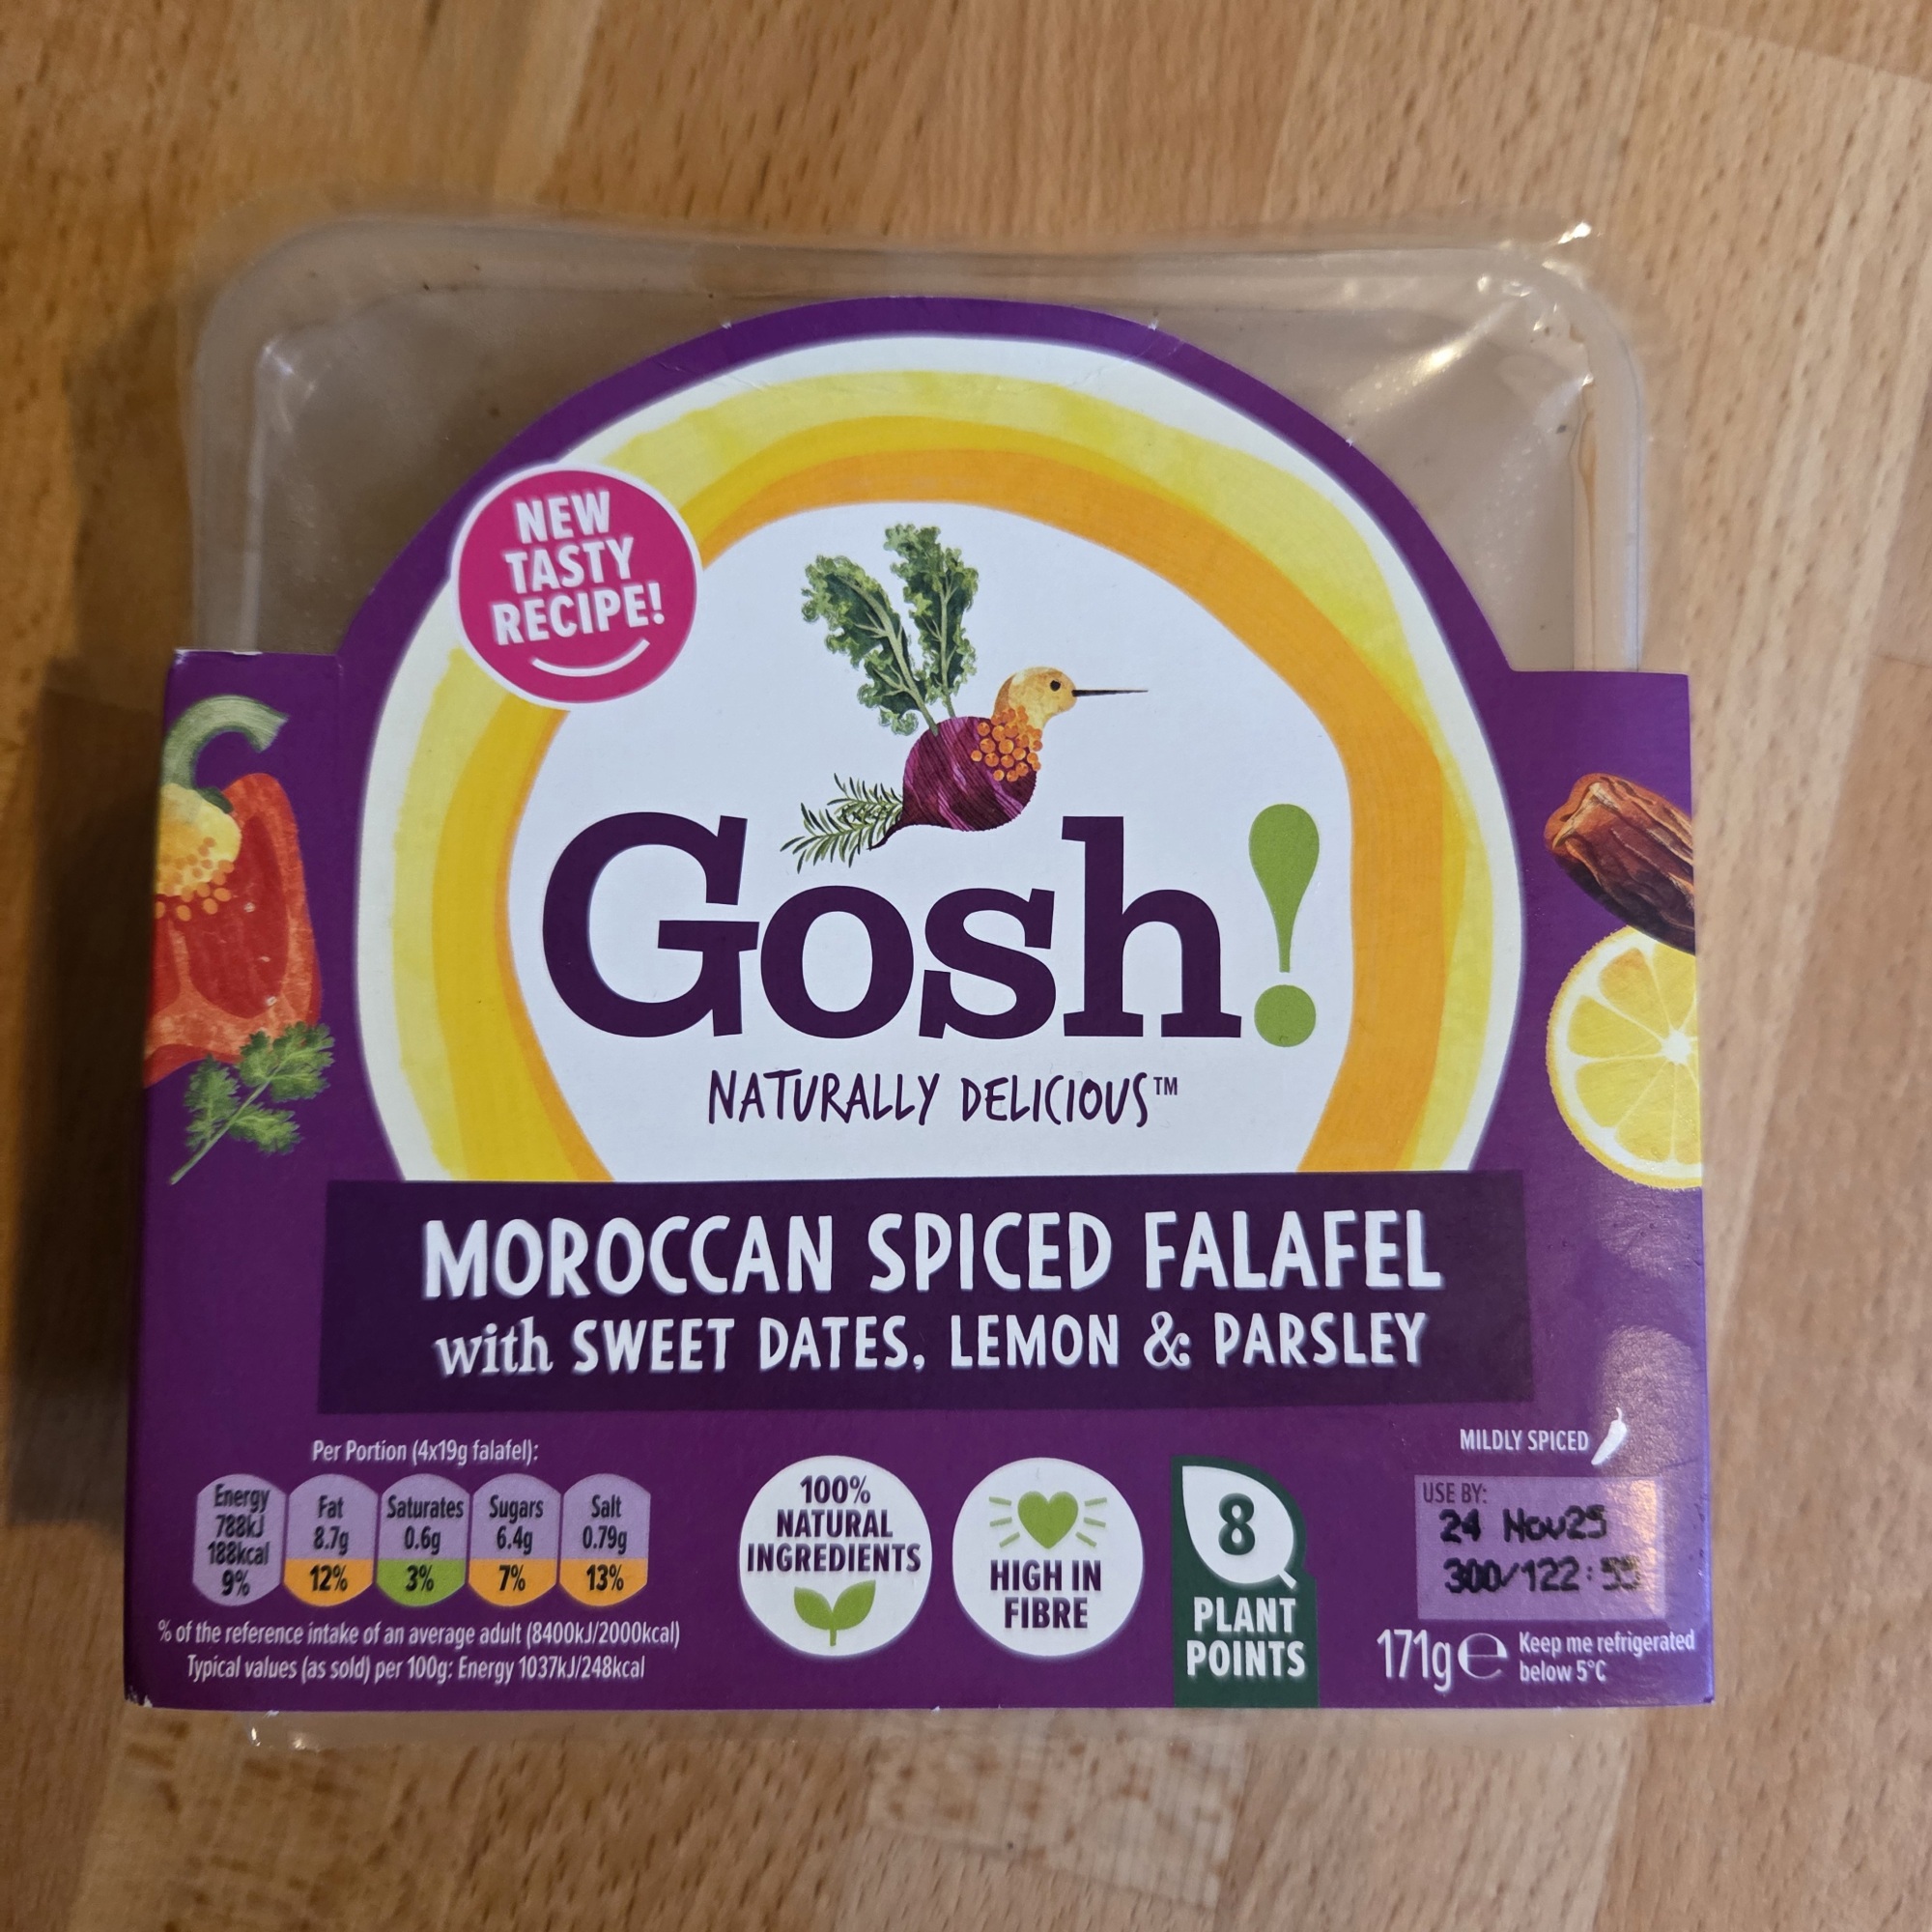 NEW
TASTY
RECIPE!
Gosh!
NATURALLY DELICIOUS™
MOROCCAN SPICED FALAFEL
with SWEET DATES, LEMON & PARSLEY
MILDLY SPICED
Per Portion (4x19g falafel):
Energy
788kJ
188kcal
9%
Fat
8.7g
12%
Saturates
0.6g
3%
Sugars
6.4g
7%
Salt
0.79g
13%
% of the reference intake of an average adult (8400kJ/2000kcal)
Typical values (as sold) per 100g: Energy 1037kJ/248kcal
100%
NATURAL
INGREDIENTS
HIGH IN
FIBRE
8
PLANT
POINTS
USE BY:
24 Nov25
300/122:55
171g℮
Keep me refrigerated
below 5°C